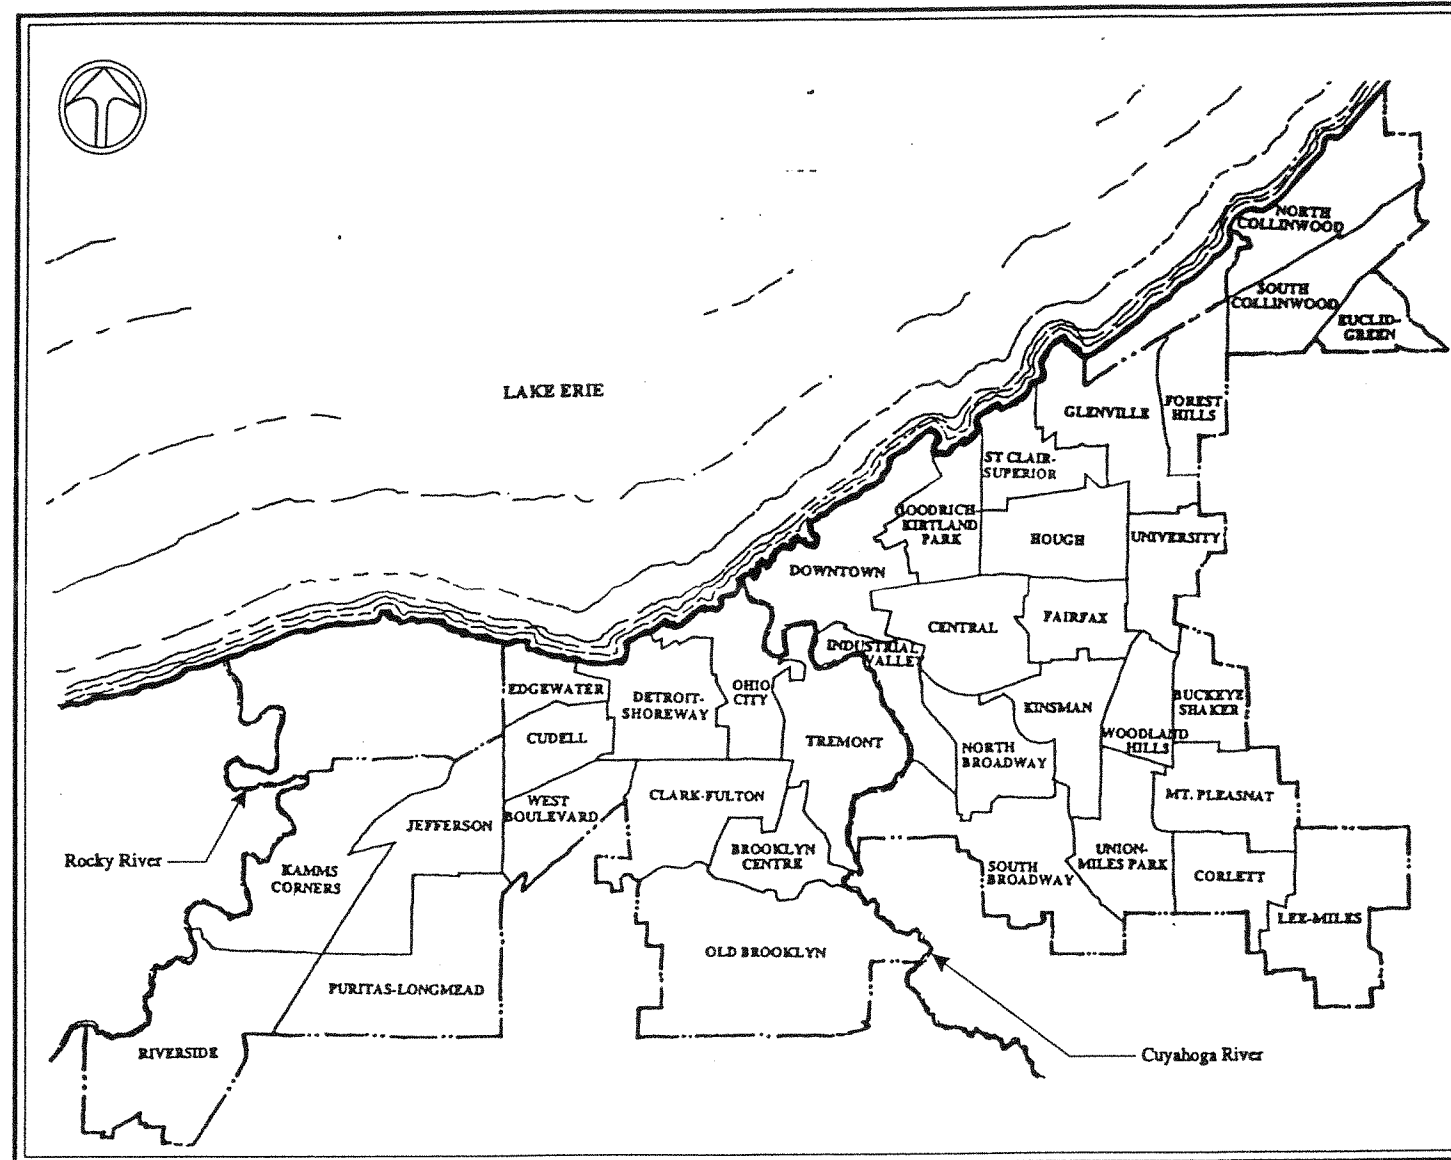 NORTH
COLLINWOOD
SOUTH
COLLINWOOD
EUCLID-
GREEN
LAKE ERIE
GLENVILLE
FOREST
HILLS
ST CLAIR-
SUPERIOR
GOODRICH-
KIRTLAND
PARK
HOUGH
UNIVERSITY
DOWNTOWN
CENTRAL
FAIRFAX
INDUSTRIAL
VALLEY
EDGEWATER
DETROIT-
SHOREWAY
OHIO
CITY
KINSMAN
BUCKEYE
SHAKER
CUDELL
TREMONT
NORTH
BROADWAY
WOODLAND
HILLS
WEST
BOULEVARD
CLARK-FULTON
MT. PLEASNAT
JEFFERSON
Rocky River
KAMMS
CORNERS
BROOKLYN
CENTRE
SOUTH
BROADWAY
UNION-
MILES PARK
CORLETT
LEE-MILES
OLD BROOKLYN
PURITAS-LONGMEAD
RIVERSIDE
Cuyahoga River